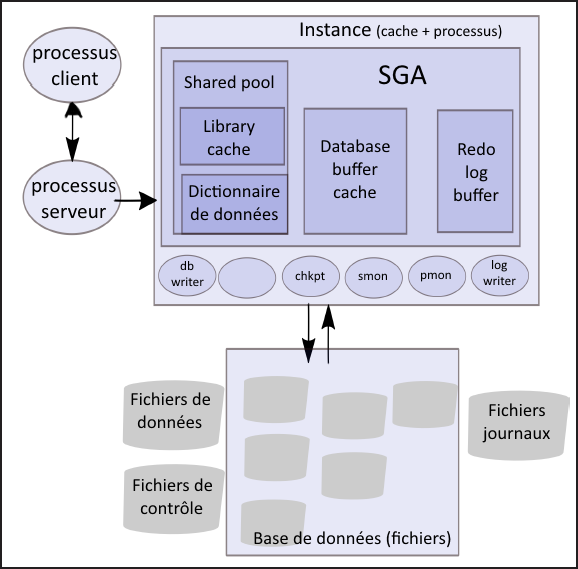 processus
client
processus
serveur
Instance (cache + processus)
SGA
Shared pool
Library
cache
Dictionnaire
de données
Database
buffer
cache
Redo
log
buffer
db
writer
chkpt
smon
pmon
log
writer
Fichiers de
données
Fichiers de
contrôle
Fichiers
journaux
Base de données (fichiers)